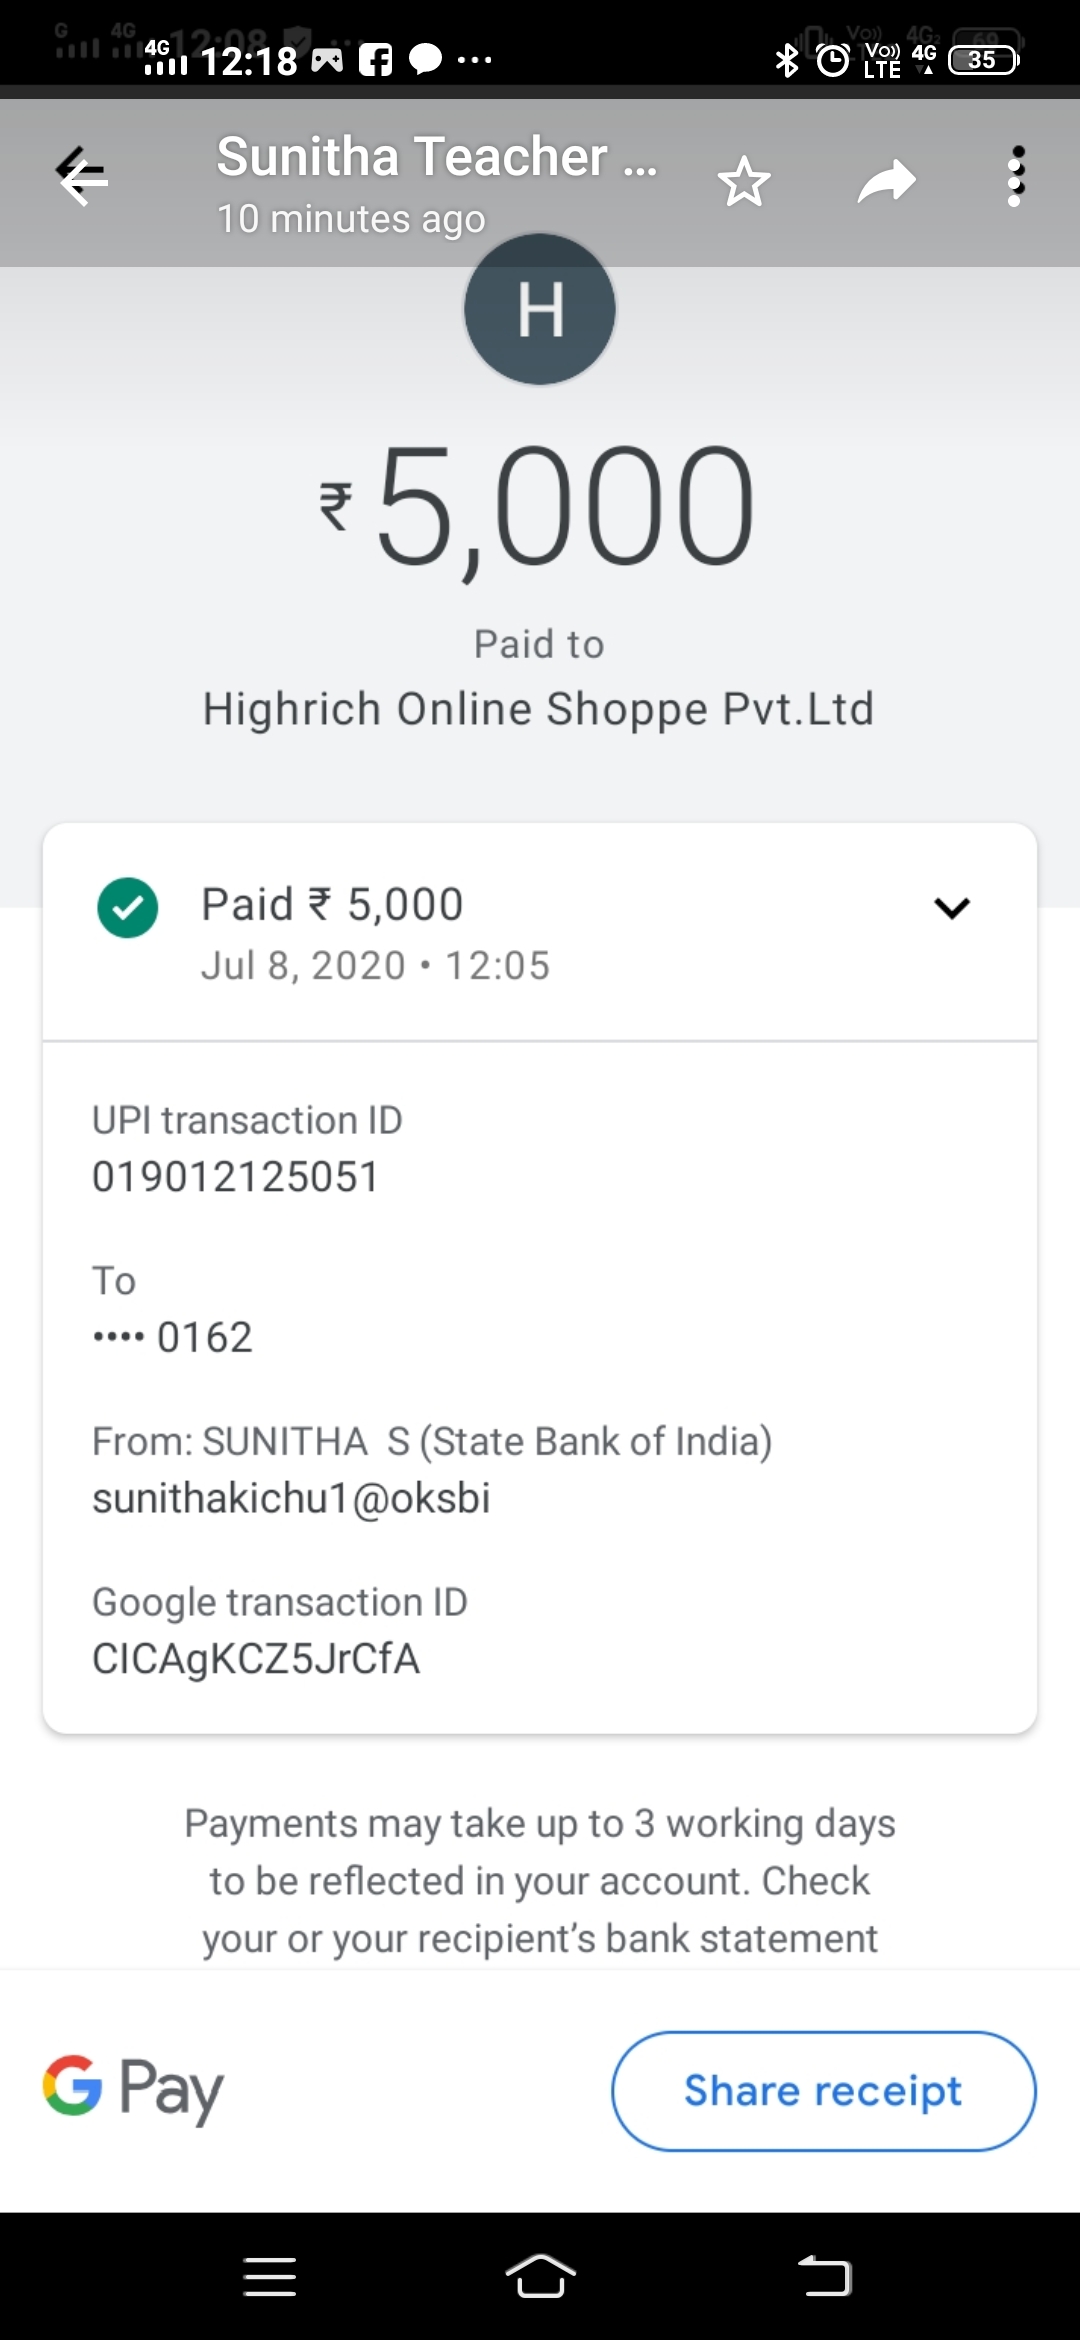 4G 12:18 ... Vo)) LTE 4G 35
Sunitha Teacher ...
10 minutes ago
H
₹5,000
Paid to
Highrich Online Shoppe Pvt.Ltd
Paid ₹ 5,000
Jul 8, 2020 • 12:05
UPI transaction ID
019012125051
To
•••• 0162
From: SUNITHA  S (State Bank of India)
sunithakichu1@oksbi
Google transaction ID
CICAgKCZ5JrCfA
Payments may take up to 3 working days
to be reflected in your account. Check
your or your recipient’s bank statement
G Pay
Share receipt